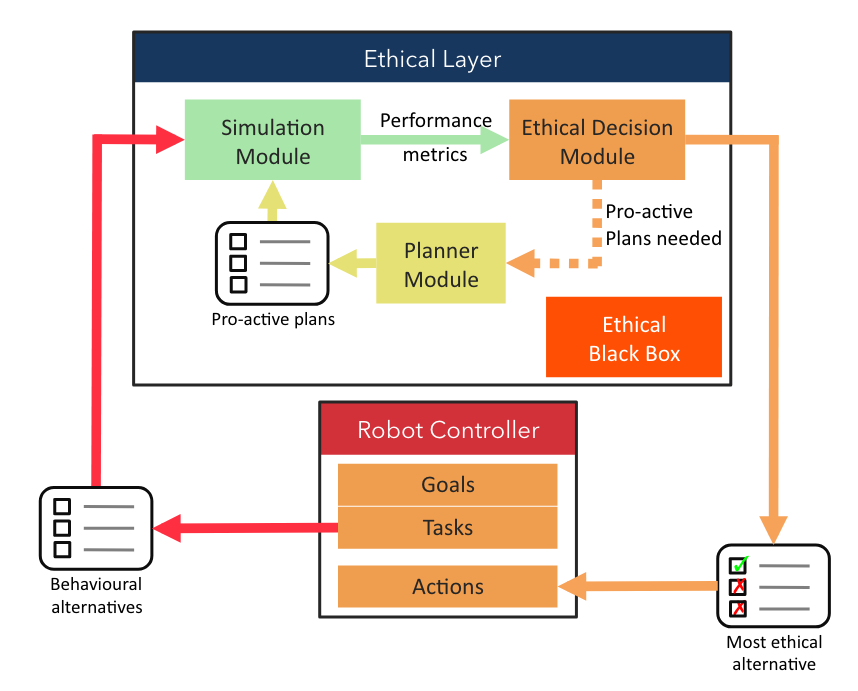 Ethical Layer
Simulation
Module
Performance
metrics
Ethical Decision
Module
Pro-active
Plans needed
Planner
Module
Pro-active plans
Ethical
Black Box
Robot Controller
Goals
Tasks
Actions
Behavioural
alternatives
Most ethical
alternative